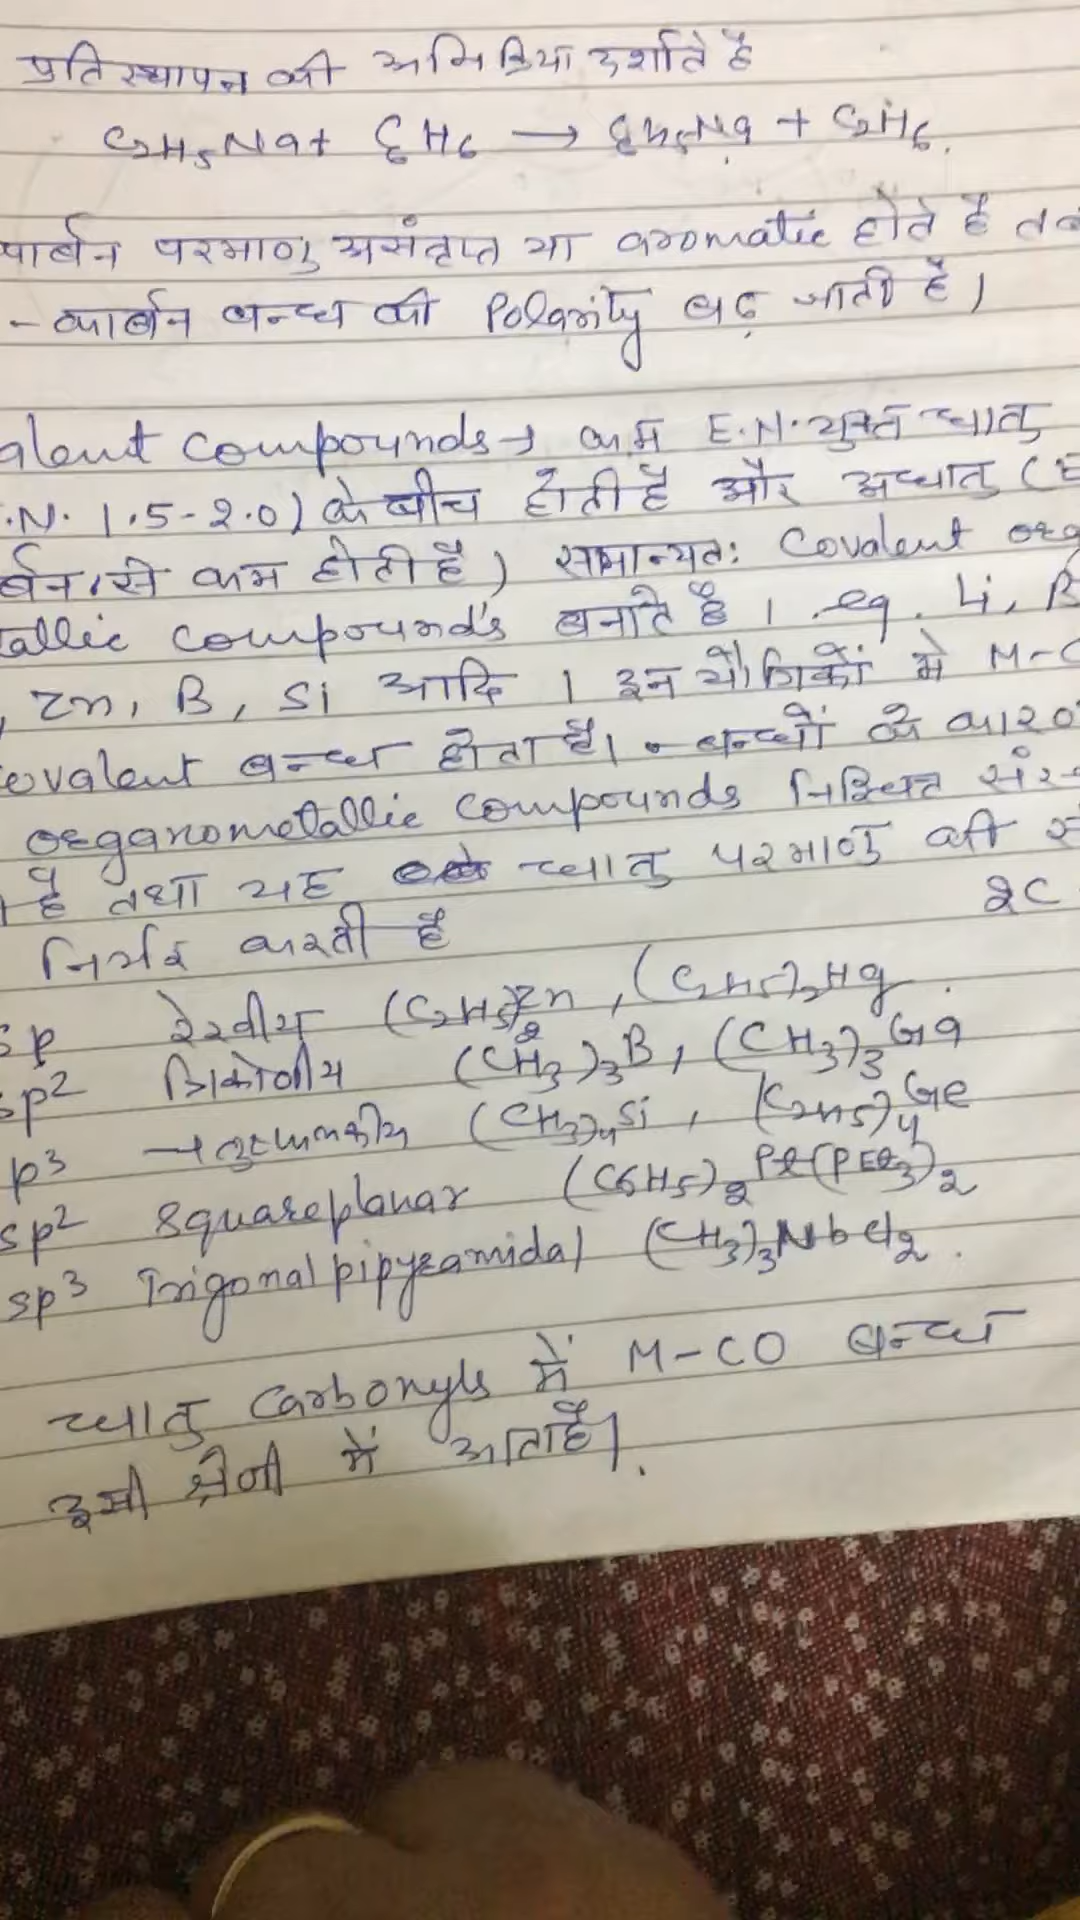 प्रतिस्थापन की अभिक्रिया दर्शाते है
C2H5Na + C6H6 → C6H5Na + C2H6.
कार्बन परमाणु असंतृप्त या aromatic होते है तब
- कार्बन बन्ध की Polarity बढ़ जाती है।
alent compounds → कम E.N. युक्त धातु
.N. 1.5-2.0) के बीच होती है और अधातु (E
र्बन से कम होती है) सामान्यतः Covalent org
allic compounds बनाते है । eg. Li, B
, Zn, B, Si आदि । इन यौगिकों मे M-C
ovalent बन्ध होता है। बन्धों के कारण
organometallic compounds निश्चित संर
है तथा यह धातु परमाणु की सं
निर्भर करती है 2C
sp रेखीय (C2H5)2Zn, (C2H5)2Hg.
sp2 त्रिकोणीय (CH3)3B, (CH3)3Ga
p3 → चतुष्फलकीय (CH3)4Si, (C2H5)4Ge
sp2 Squareplanar (C6H5)2Pt(PEt3)2
sp3 Trigonal pipyramidal (CH3)3NbCl2.
धातु Carbonyls में M-CO बन्ध
इसी श्रेणी में आता है।